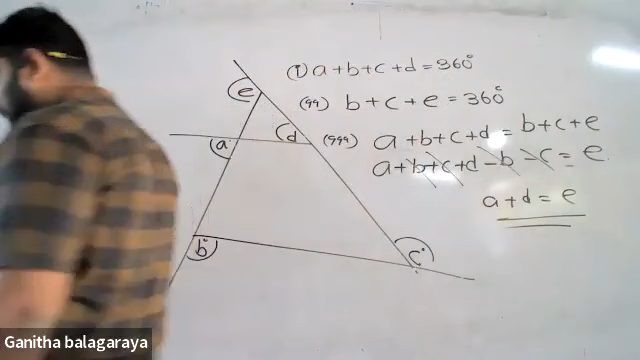 (i) a+b+c+d=360°
(ii) b+c+e=360°
(iii) a+b+c+d=b+c+e
a+b+c+d-b-c=e
a+d=e
e
d
a
b
c
Ganitha balagaraya